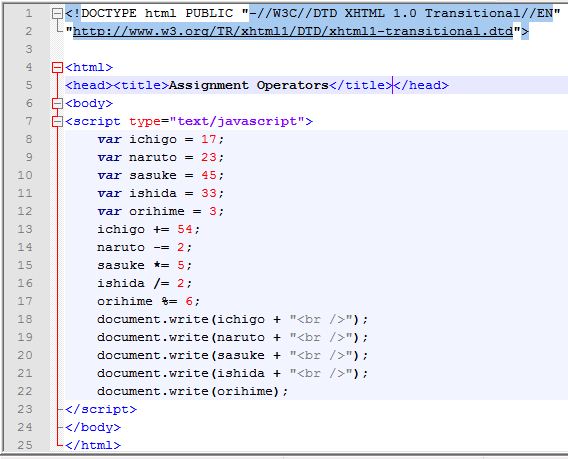 1 <!DOCTYPE html PUBLIC "-//W3C//DTD XHTML 1.0 Transitional//EN"
2 "http://www.w3.org/TR/xhtml1/DTD/xhtml1-transitional.dtd">
3
4 <html>
5 <head><title>Assignment Operators</title></head>
6 <body>
7 <script type="text/javascript">
8 var ichigo = 17;
9 var naruto = 23;
10 var sasuke = 45;
11 var ishida = 33;
12 var orihime = 3;
13 ichigo += 54;
14 naruto -= 2;
15 sasuke *= 5;
16 ishida /= 2;
17 orihime %= 6;
18 document.write(ichigo + "<br />");
19 document.write(naruto + "<br />");
20 document.write(sasuke + "<br />");
21 document.write(ishida + "<br />");
22 document.write(orihime);
23 </script>
24 </body>
25 </html>